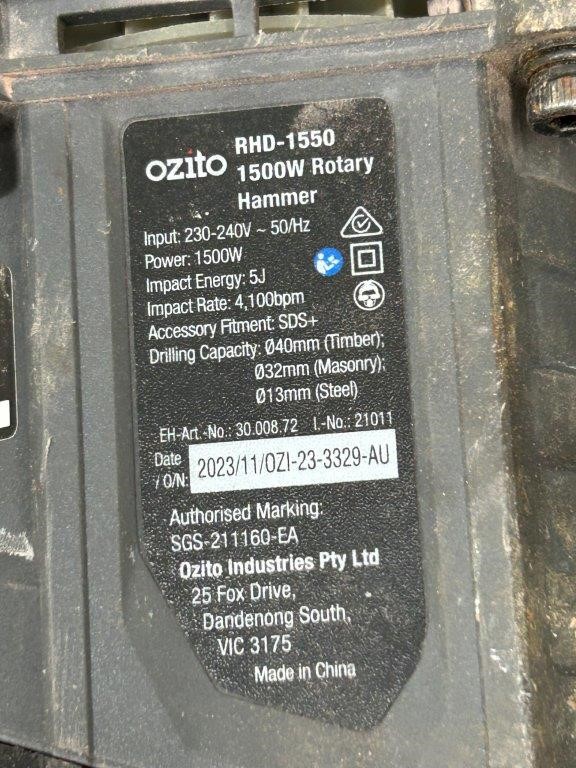 ozito
RHD-1550
1500W Rotary
Hammer
Input: 230-240V ~ 50/Hz
Power: 1500W
Impact Energy: 5J
Impact Rate: 4,100bpm
Accessory Fitment: SDS+
Drilling Capacity: Ø40mm (Timber);
Ø32mm (Masonry);
Ø13mm (Steel)
EH-Art.-No.: 30.008.72 I.-No.: 21011
Date
/ O/N: 2023/11/OZI-23-3329-AU
Authorised Marking:
SGS-211160-EA
Ozito Industries Pty Ltd
25 Fox Drive,
Dandenong South,
VIC 3175
Made in China